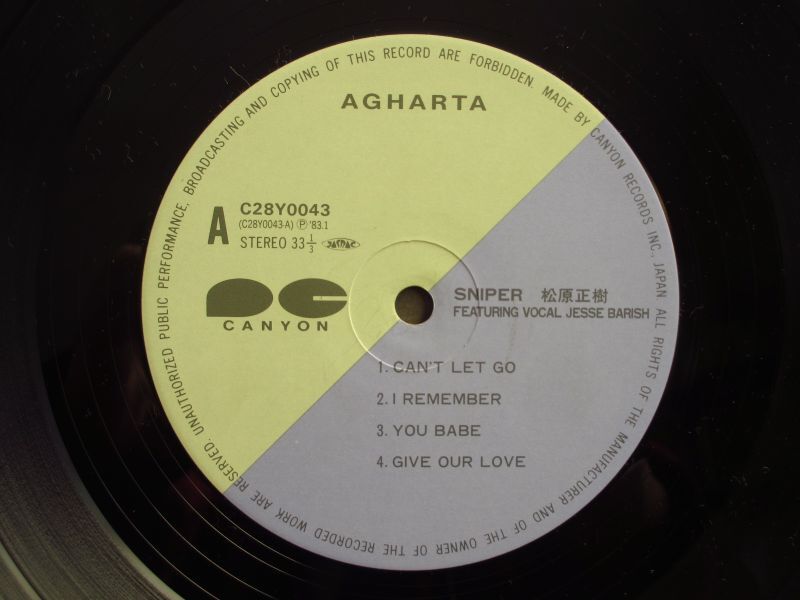 UNAUTHORIZED PUBLIC PERFORMANCE, BROADCASTING AND COPYING OF THIS RECORD ARE FORBIDDEN. MADE BY CANYON RECORDS INC., JAPAN ALL RIGHTS OF THE MANUFACTURER AND OF THE OWNER OF THE RECORDED WORK ARE RESERVED.
AGHARTA
A
C28Y0043
(C28Y0043-A) Ⓟ '83.1
STEREO 33 1/3 JASRAC
PC
CANYON
SNIPER 松原正樹
FEATURING VOCAL JESSE BARISH
1. CAN'T LET GO
2. I REMEMBER
3. YOU BABE
4. GIVE OUR LOVE